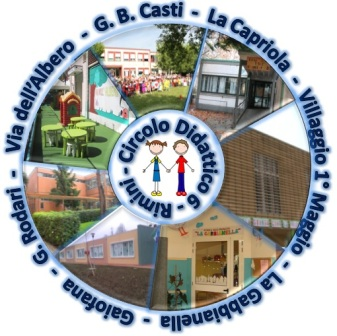 Via dell'Albero - G. B. Casti - La Capriola - Villaggio 1° Maggio - La Gabbianella - Gaiofana - G. Rodari -
Circolo Didattico 6 - Rimini -